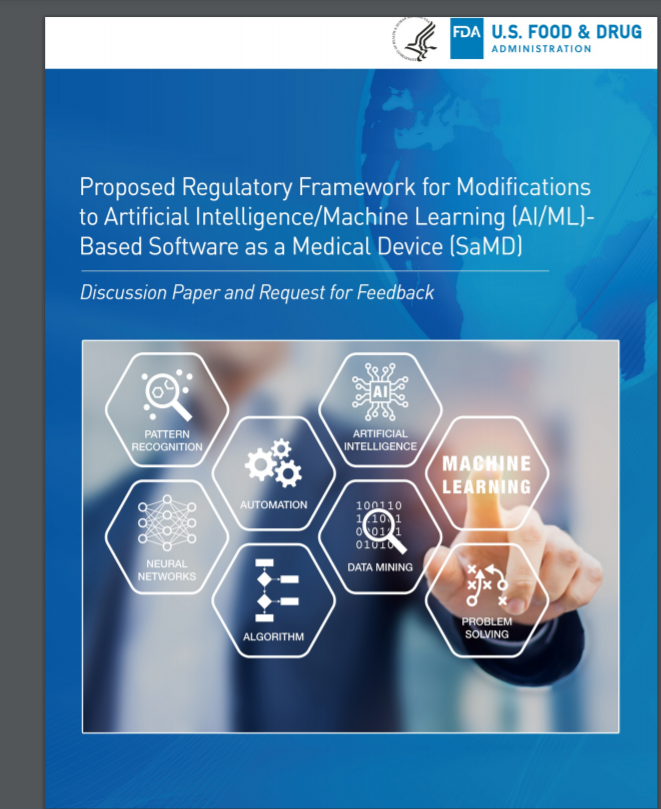 FDA U.S. FOOD & DRUG
ADMINISTRATION
Proposed Regulatory Framework for Modifications
to Artificial Intelligence/Machine Learning (AI/ML)-
Based Software as a Medical Device (SaMD)
Discussion Paper and Request for Feedback
PATTERN
RECOGNITION
AI
ARTIFICIAL
INTELLIGENCE
AUTOMATION
MACHINE
LEARNING
NEURAL
NETWORKS
100110
DATA MINING
ALGORITHM
PROBLEM
SOLVING